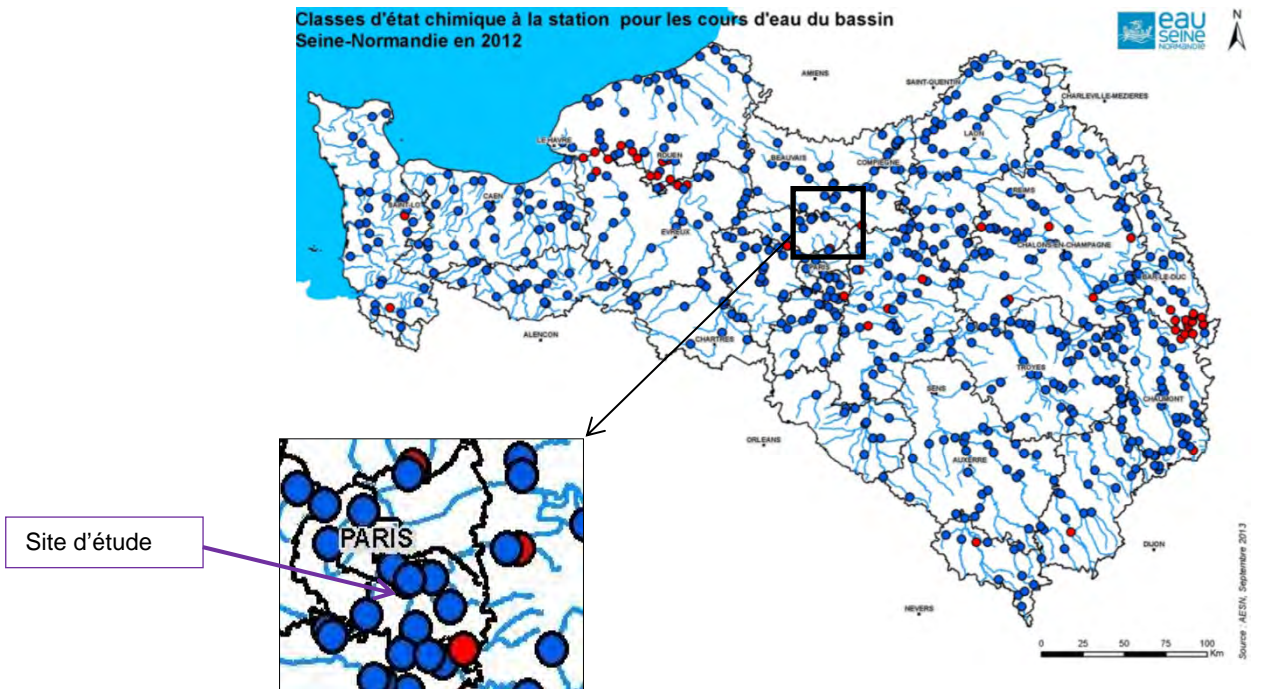 Classes d'état chimique à la station pour les cours d'eau du bassin
Seine-Normandie en 2012
eau
seine
NORMANDIE
N
AMIENS
SAINT-QUENTIN
CHARLEVILLE-MEZIERES
LAON
LE HAVRE
ROUEN
BEAUVAIS
COMPIEGNE
REIMS
SAINT-LO
CAEN
EVREUX
CHALONS-EN-CHAMPAGNE
PARIS
BAR-LE-DUC
ALENCON
CHARTRES
TROYES
SENS
CHAUMONT
ORLEANS
AUXERRE
DIJON
NEVERS
0 25 50 75 100
Km
Source : AESN, Septembre 2013
Site d'étude
PARIS